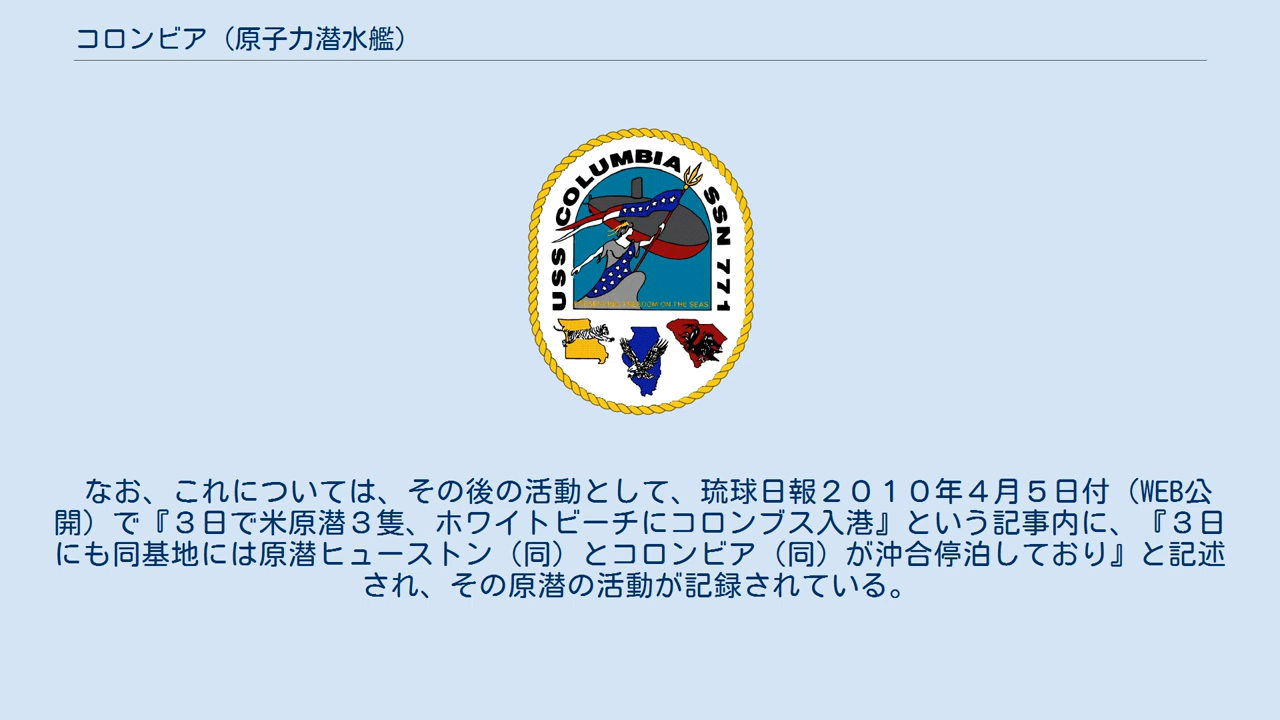 コロンビア（原子力潜水艦）
USS COLUMBIA SSN 771
FREEDOM ON THE SEAS
なお、これについては、その後の活動として、琉球日報２０１０年４月５日付（WEB公
開）で『３日で米原潜３隻、ホワイトビーチにコロンブス入港』という記事内に、『３日
にも同基地には原潜ヒューストン（同）とコロンビア（同）が沖合停泊しており』と記述
され、その原潜の活動が記録されている。